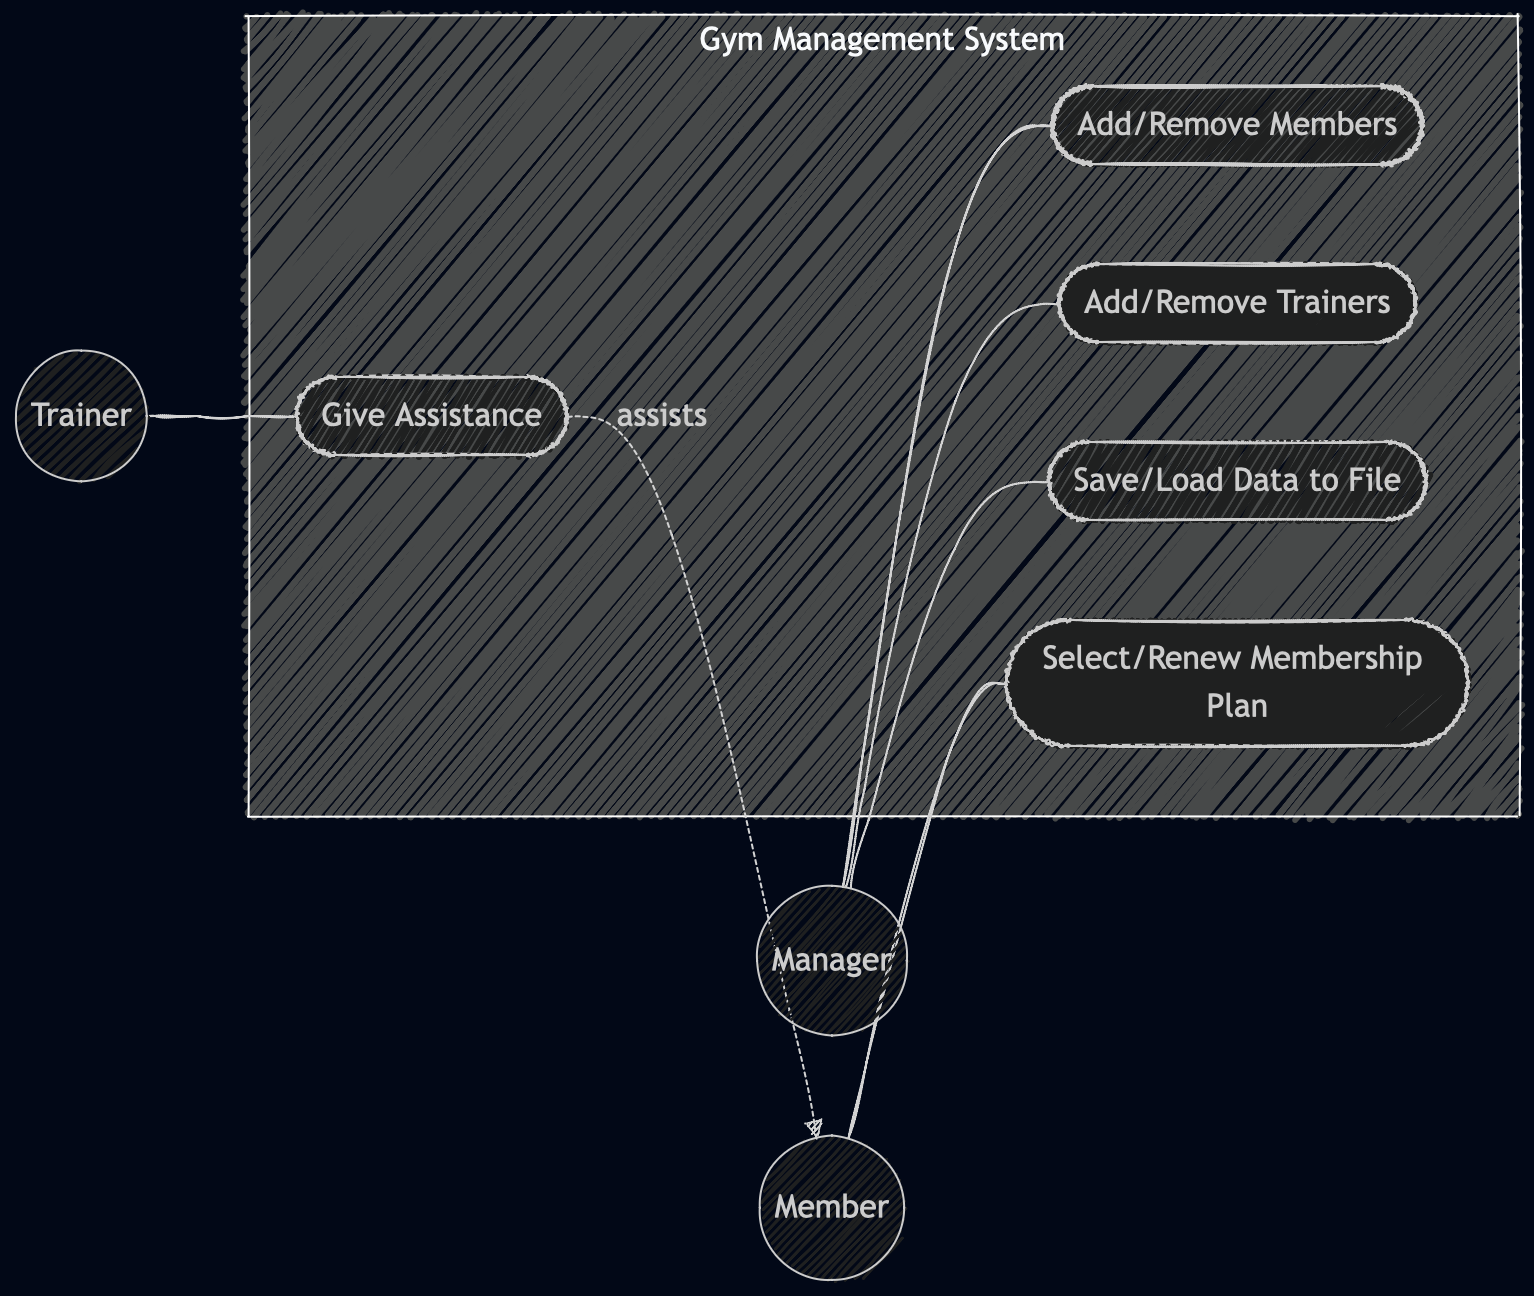 Gym Management System
Add/Remove Members
Add/Remove Trainers
Trainer
Give Assistance
assists
Save/Load Data to File
Select/Renew Membership
Plan
Manager
Member